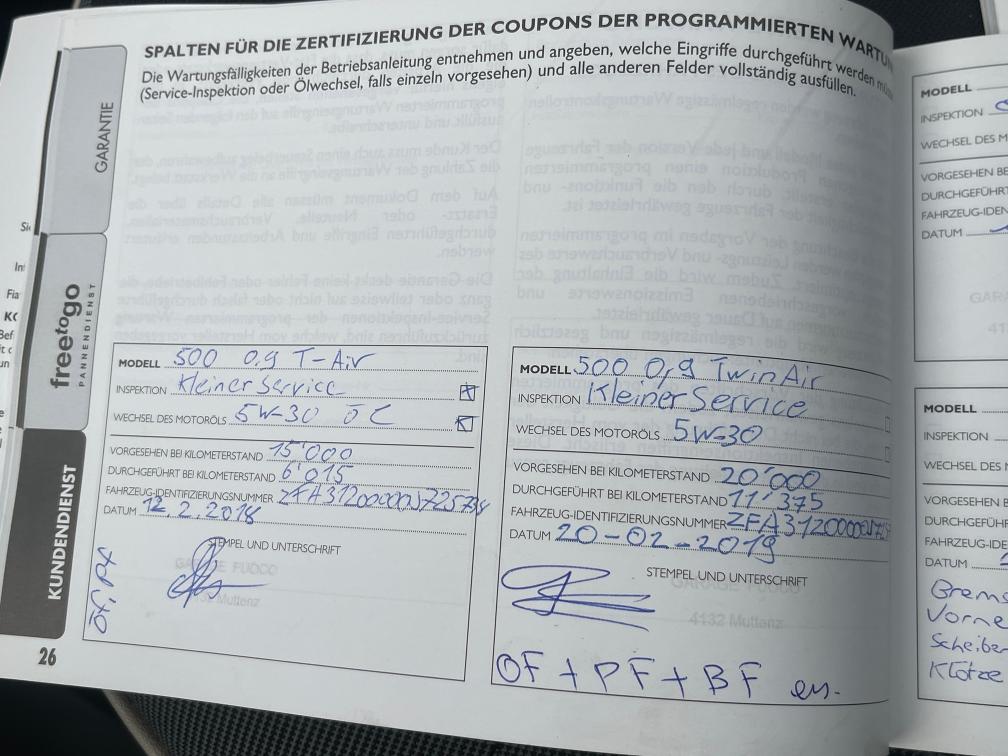 SPALTEN FÜR DIE ZERTIFIZIERUNG DER COUPONS DER PROGRAMMIERTEN WARTU
Die Wartungsfälligkeiten der Betriebsanleitung entnehmen und angeben, welche Eingriffe durchgeführt werden
(Service-Inspektion oder Ölwechsel, falls einzeln vorgesehen) und alle anderen Felder vollständig ausfüllen.
GARANTIE
freetogo
PANNENDIENST
KUNDENDIENST
26
MODELL 500 0.9 T-Air
INSPEKTION Kleiner Service
WECHSEL DES MOTORÖLS 5W-30
VORGESEHEN BEI KILOMETERSTAND 15'000
DURCHGEFÜHRT BEI KILOMETERSTAND 6'015
FAHRZEUG-IDENTIFIZIERUNGSNUMMER
DATUM 12.2.2018
STEMPEL UND UNTERSCHRIFT
GARAGE FUOCO
4132 Muttenz
MODELL 500 0,9 TwinAir
INSPEKTION Kleiner Service
WECHSEL DES MOTORÖLS 5W-30
VORGESEHEN BEI KILOMETERSTAND 20'000
DURCHGEFÜHRT BEI KILOMETERSTAND 11'375
FAHRZEUG-IDENTIFIZIERUNGSNUMMER
DATUM 20-02-2019
STEMPEL UND UNTERSCHRIFT
GARAGE FUOCO
4132 Muttenz
OF + PF + BF
MODELL
INSPEKTION
WECHSEL DES M
VORGESEHEN BE
DURCHGEFÜHRT
FAHRZEUG-IDEN
DATUM
MODELL
INSPEKTION
WECHSEL DES
VORGESEHEN
DURCHGEFÜH
FAHRZEUG-IDE
DATUM
Brems
Vorne
Scheiben
Klötze